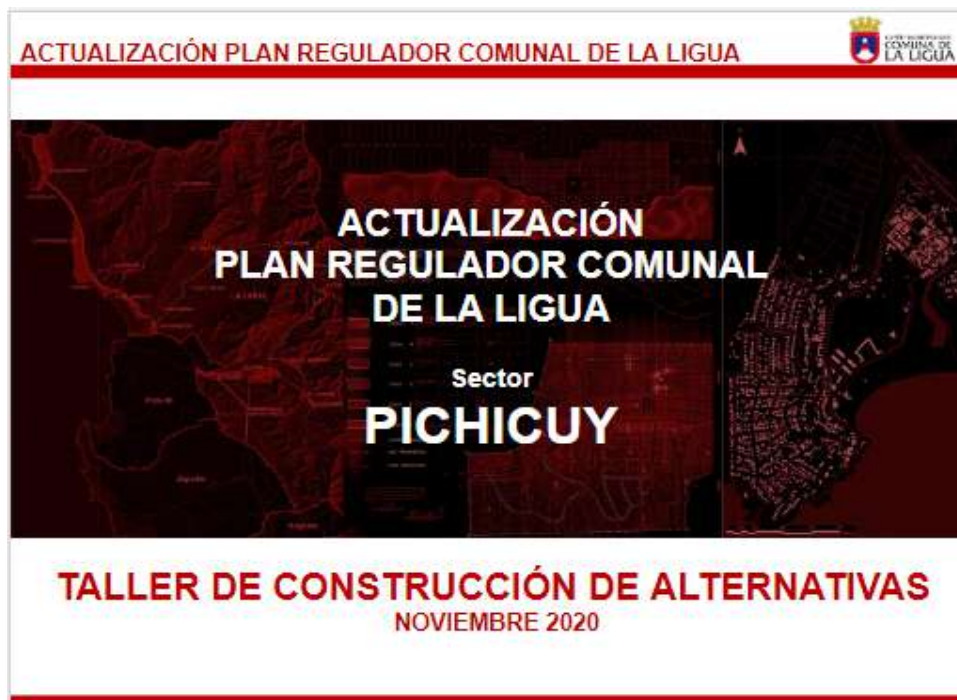 ACTUALIZACIÓN PLAN REGULADOR COMUNAL DE LA LIGUA
COMUNA DE
LA LIGUA
ACTUALIZACIÓN
PLAN REGULADOR COMUNAL
DE LA LIGUA
Sector
PICHICUY
TALLER DE CONSTRUCCIÓN DE ALTERNATIVAS
NOVIEMBRE 2020